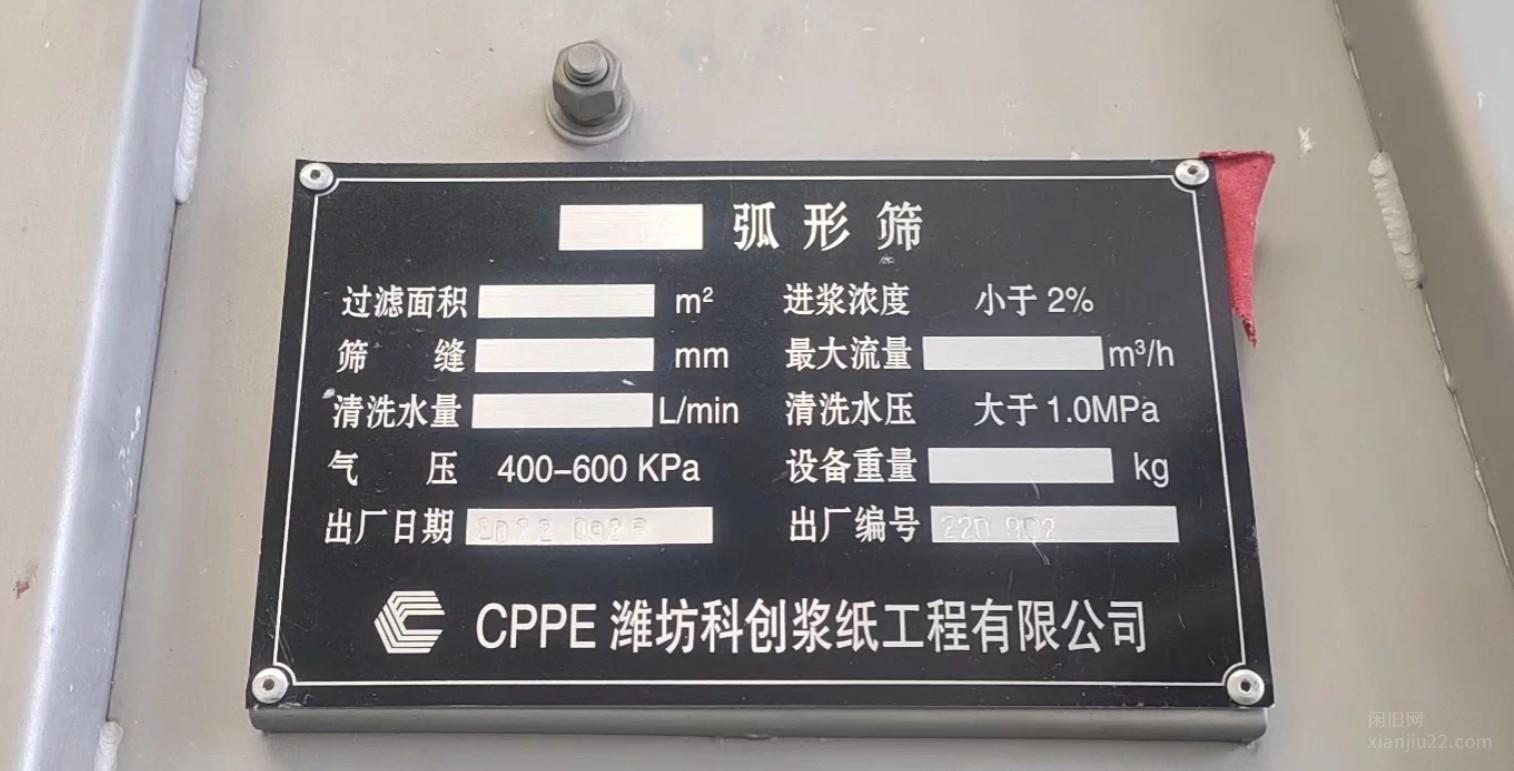 弧形筛
过滤面积 m² 进浆浓度 小于 2%
筛缝 mm 最大流量 m³/h
清洗水量 L/min 清洗水压 大于 1.0MPa
气压 400-600 KPa 设备重量 kg
出厂日期 出厂编号
CPPE 潍坊科创浆纸工程有限公司
闲旧网
xianjiu22.com